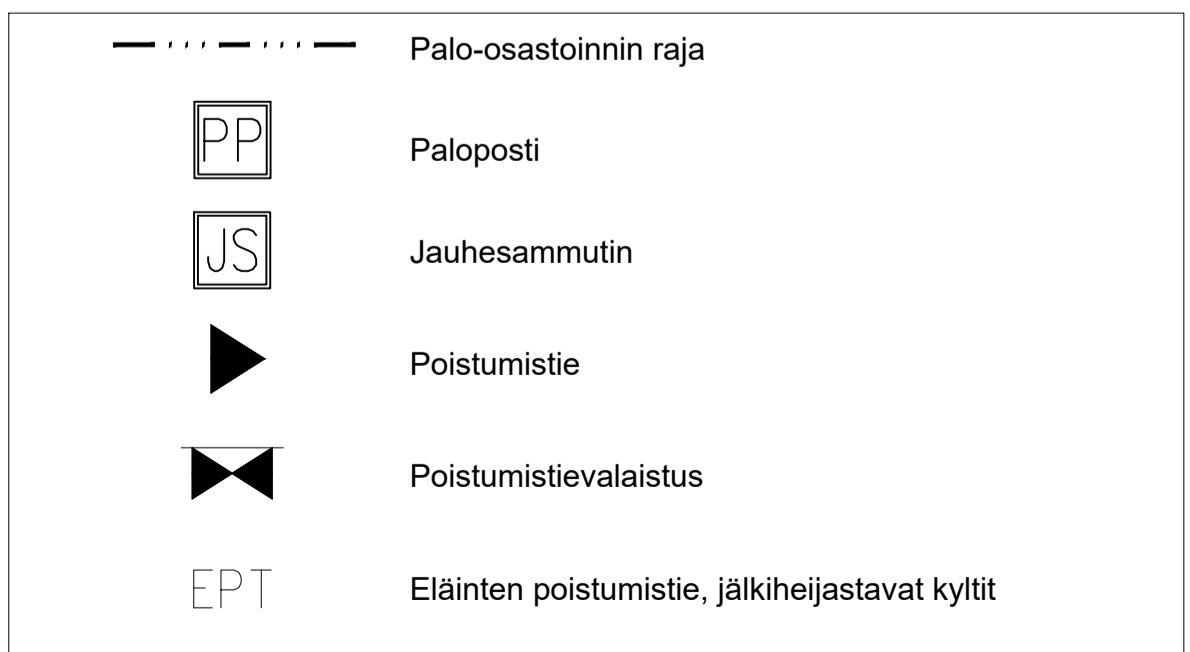 Palo-osastoinnin raja
PP Paloposti
JS Jauhesammutin
Poistumistie
Poistumistievalaistus
EPT Eläinten poistumistie, jälkiheijastavat kyltit